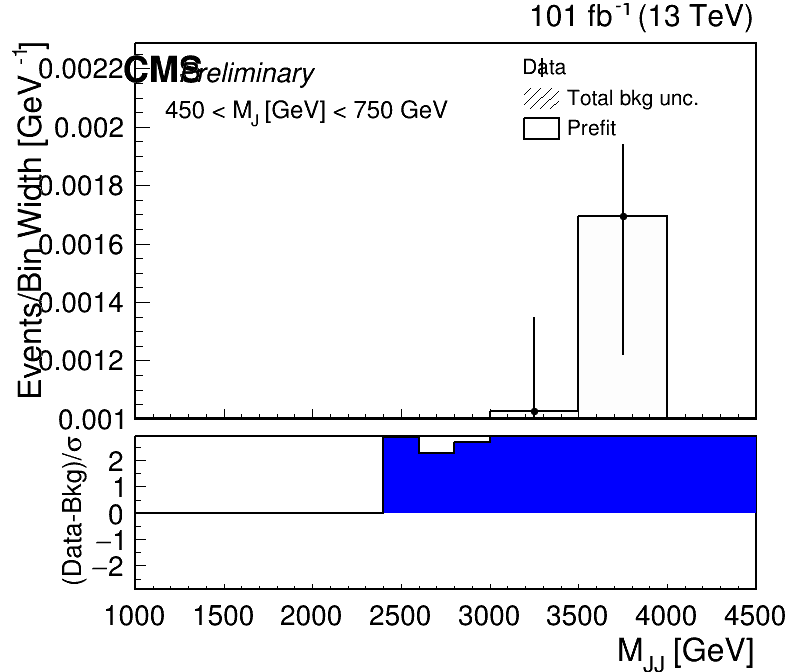 101 fb⁻¹ (13 TeV)
CMS Preliminary
450 < M_J [GeV] < 750 GeV
Data
Total bkg unc.
Prefit
Events/Bin Width [GeV⁻¹]
0.0022
0.002
0.0018
0.0016
0.0014
0.0012
0.001
(Data-Bkg)/σ
2
1
0
−1
−2
1000 1500 2000 2500 3000 3500 4000 4500
M_JJ [GeV]